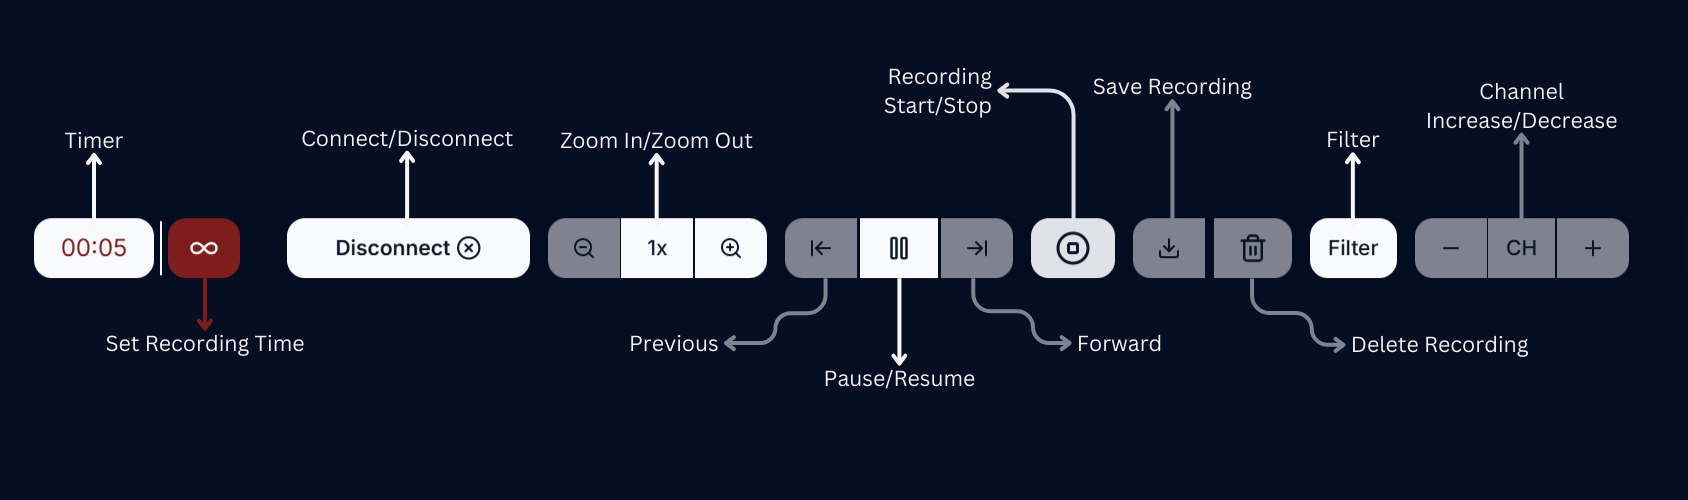 Recording
Start/Stop
Save Recording
Channel
Increase/Decrease
Timer
Connect/Disconnect
Zoom In/Zoom Out
Filter
00:05
Disconnect
1x
Filter
CH
Set Recording Time
Previous
Forward
Delete Recording
Pause/Resume